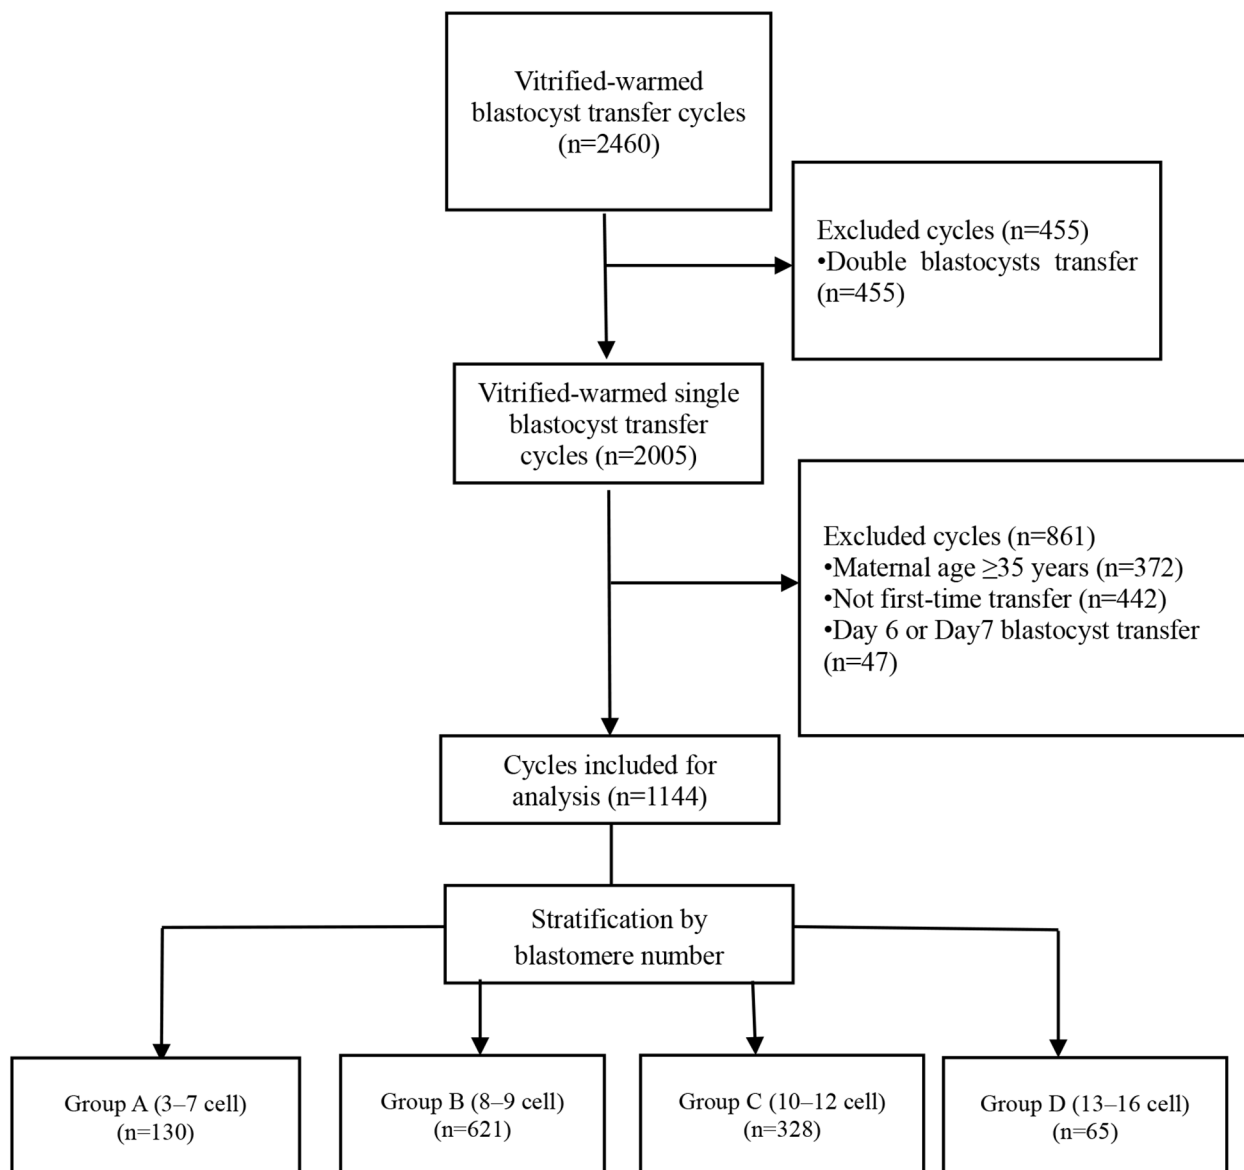 Vitrified-warmed
blastocyst transfer cycles
(n=2460)
Excluded cycles (n=455)
•Double blastocysts transfer
(n=455)
Vitrified-warmed single
blastocyst transfer
cycles (n=2005)
Excluded cycles (n=861)
•Maternal age ≥35 years (n=372)
•Not first-time transfer (n=442)
•Day 6 or Day7 blastocyst transfer
(n=47)
Cycles included for
analysis (n=1144)
Stratification by
blastomere number
Group A (3–7 cell)
(n=130)
Group B (8–9 cell)
(n=621)
Group C (10–12 cell)
(n=328)
Group D (13–16 cell)
(n=65)